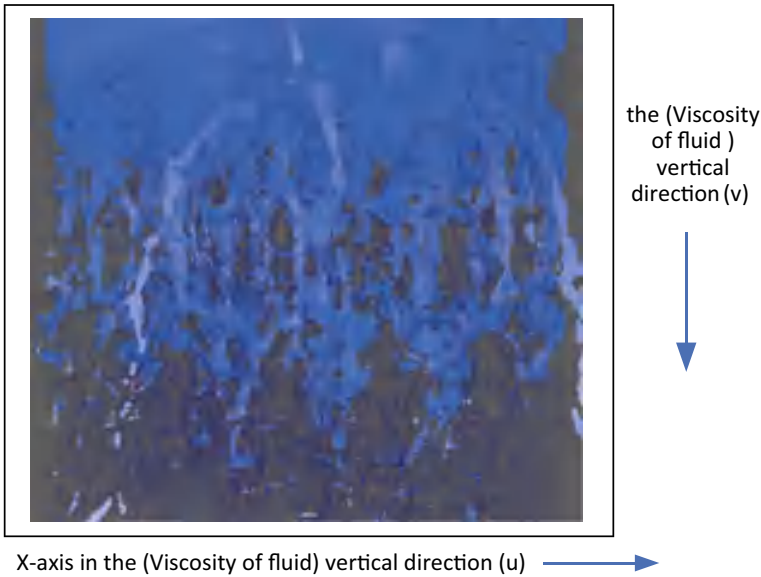 the (Viscosity
of fluid )
vertical
direction (v)
X-axis in the (Viscosity of fluid) vertical direction (u)